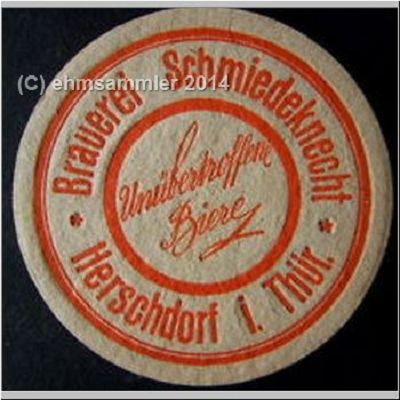 (C) ehmsammler 2014
Brauerei Schmiedeknecht
Unübertroffene
Biere
* Herschdorf i. Thür. *